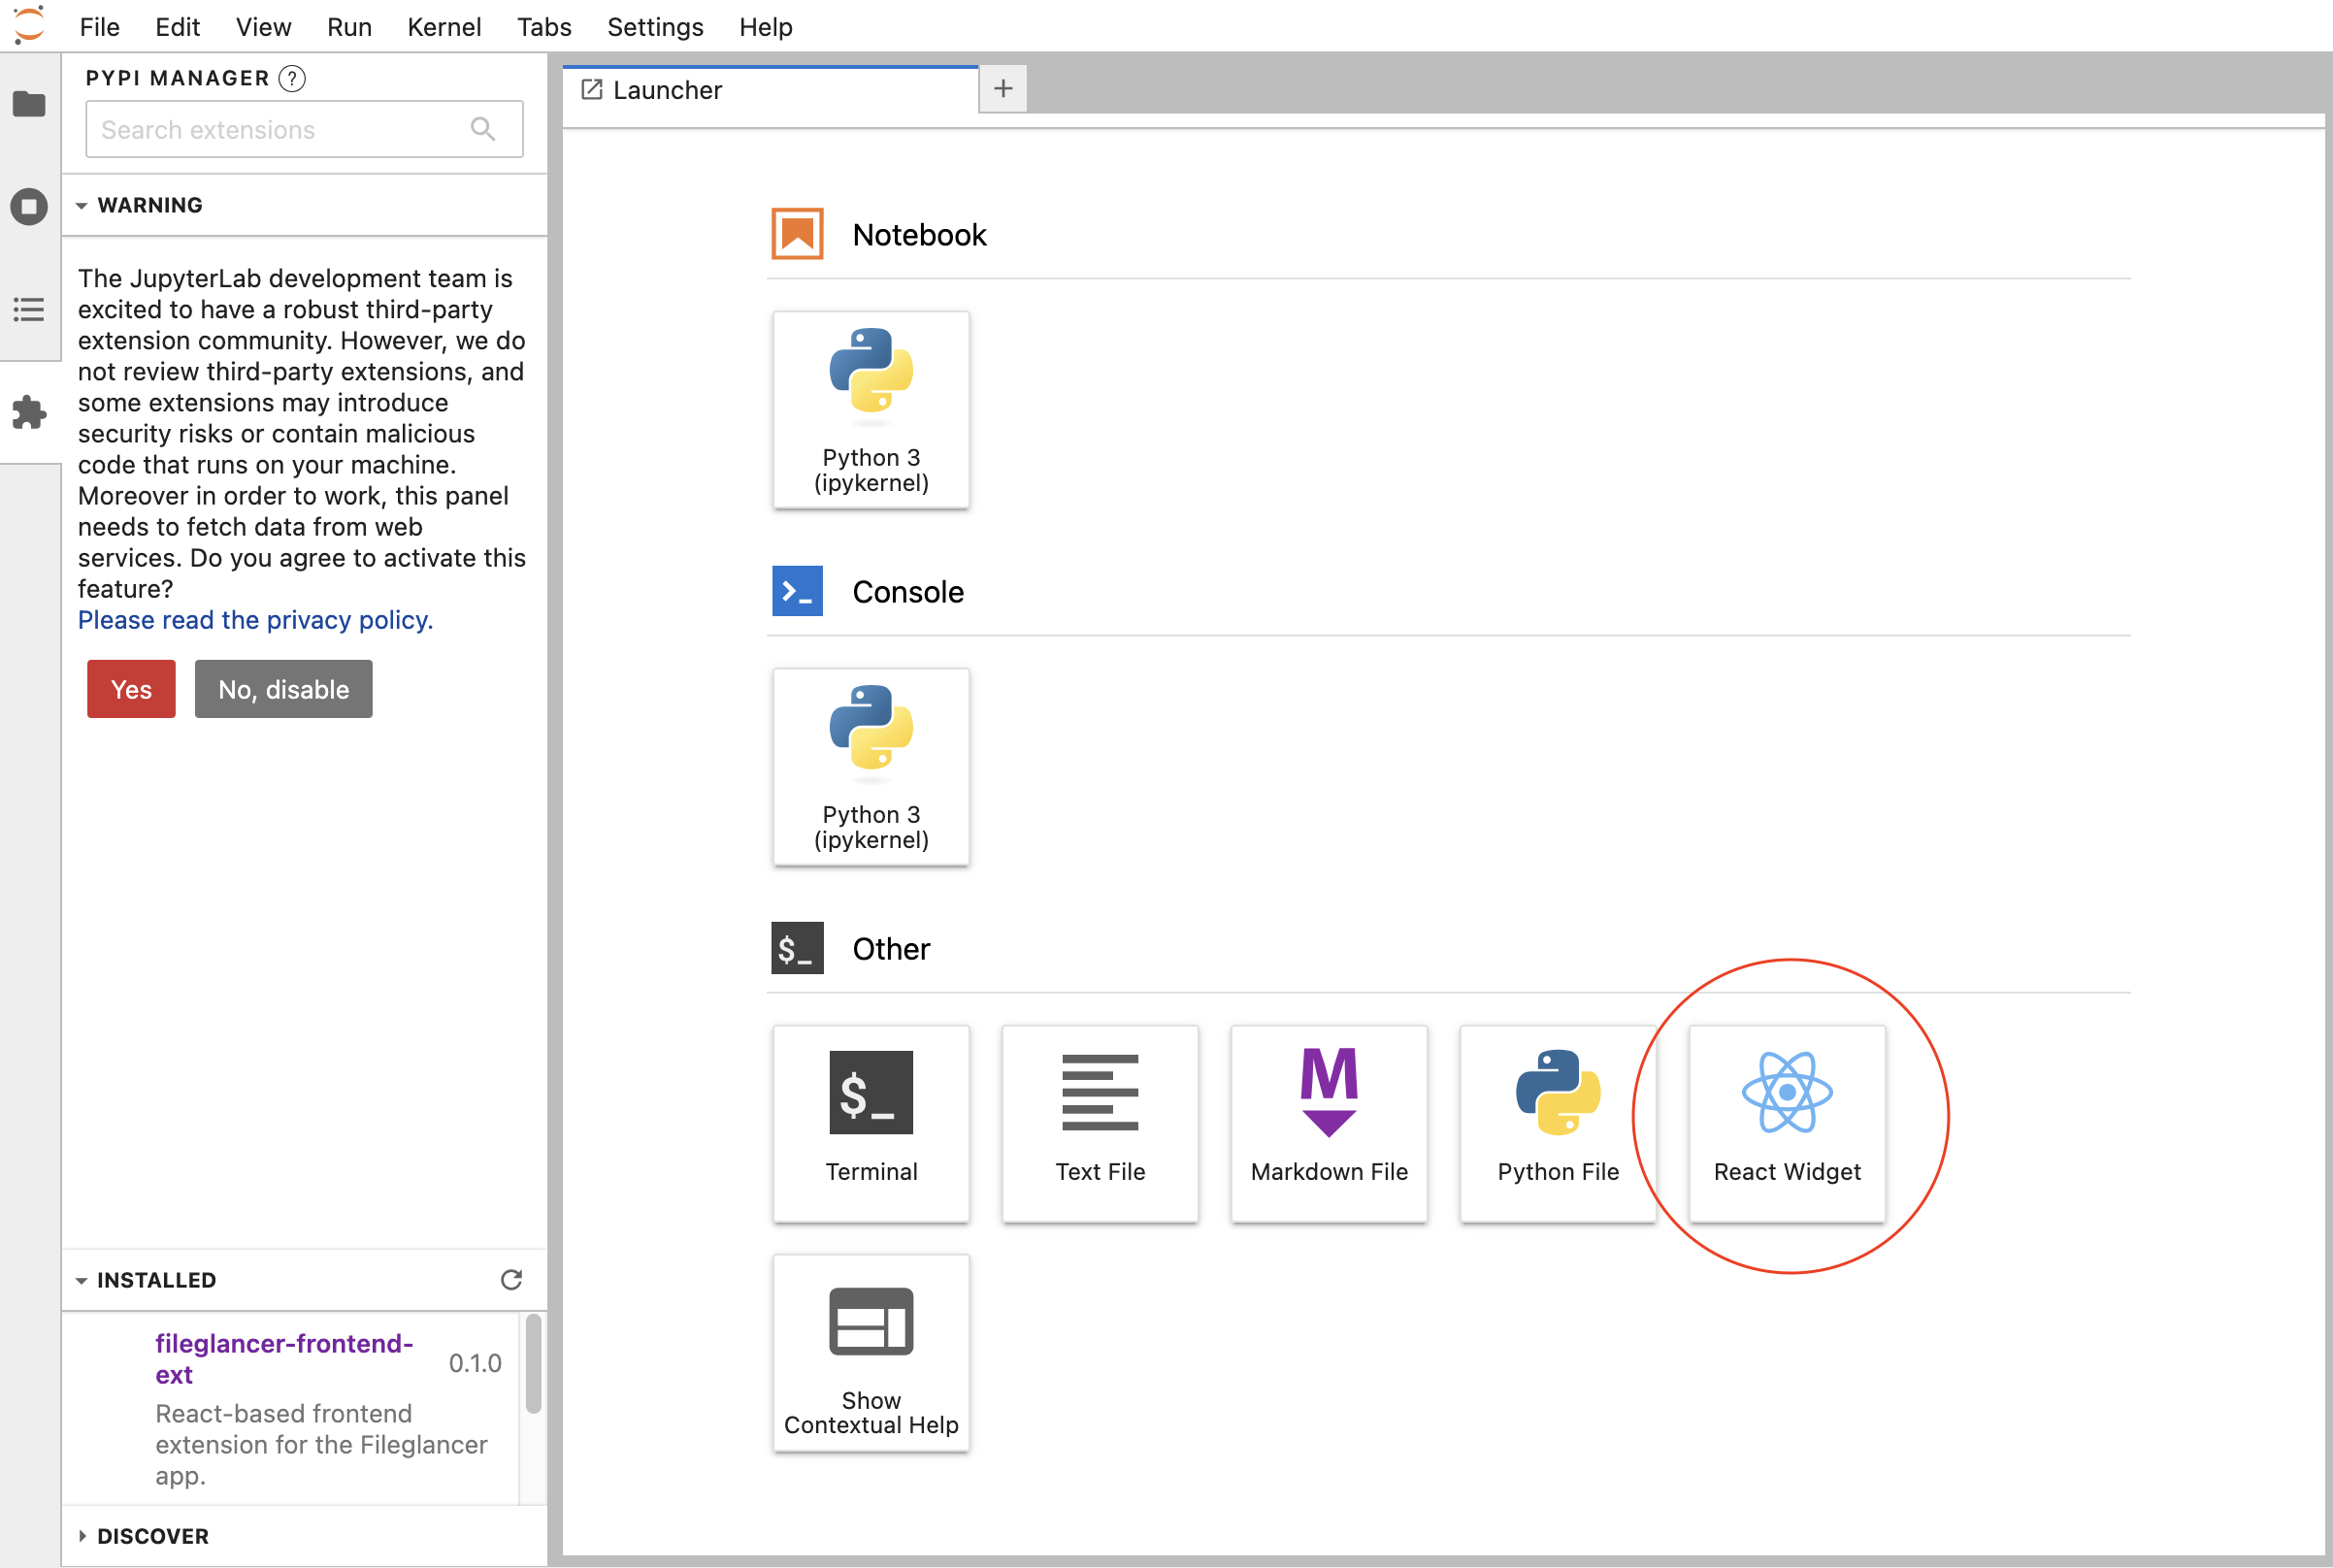 File Edit View Run Kernel Tabs Settings Help
PYPI MANAGER ?
Search extensions
WARNING
The JupyterLab development team is
excited to have a robust third-party
extension community. However, we do
not review third-party extensions, and
some extensions may introduce
security risks or contain malicious
code that runs on your machine.
Moreover in order to work, this panel
needs to fetch data from web
services. Do you agree to activate this
feature?
Please read the privacy policy.
Yes No, disable
INSTALLED
fileglancer-frontend-
ext
0.1.0
React-based frontend
extension for the Fileglancer
app.
DISCOVER
Launcher +
Notebook
Python 3
(ipykernel)
>_ Console
Python 3
(ipykernel)
$_ Other
$_
Terminal
Text File
M
Markdown File
Python File
React Widget
Show
Contextual Help